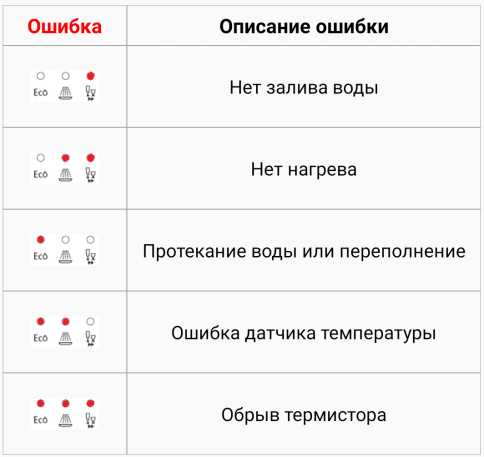 Ошибка Описание ошибки
Eco Нет залива воды
Eco Нет нагрева
Eco Протекание воды или переполнение
Eco Ошибка датчика температуры
Eco Обрыв термистора